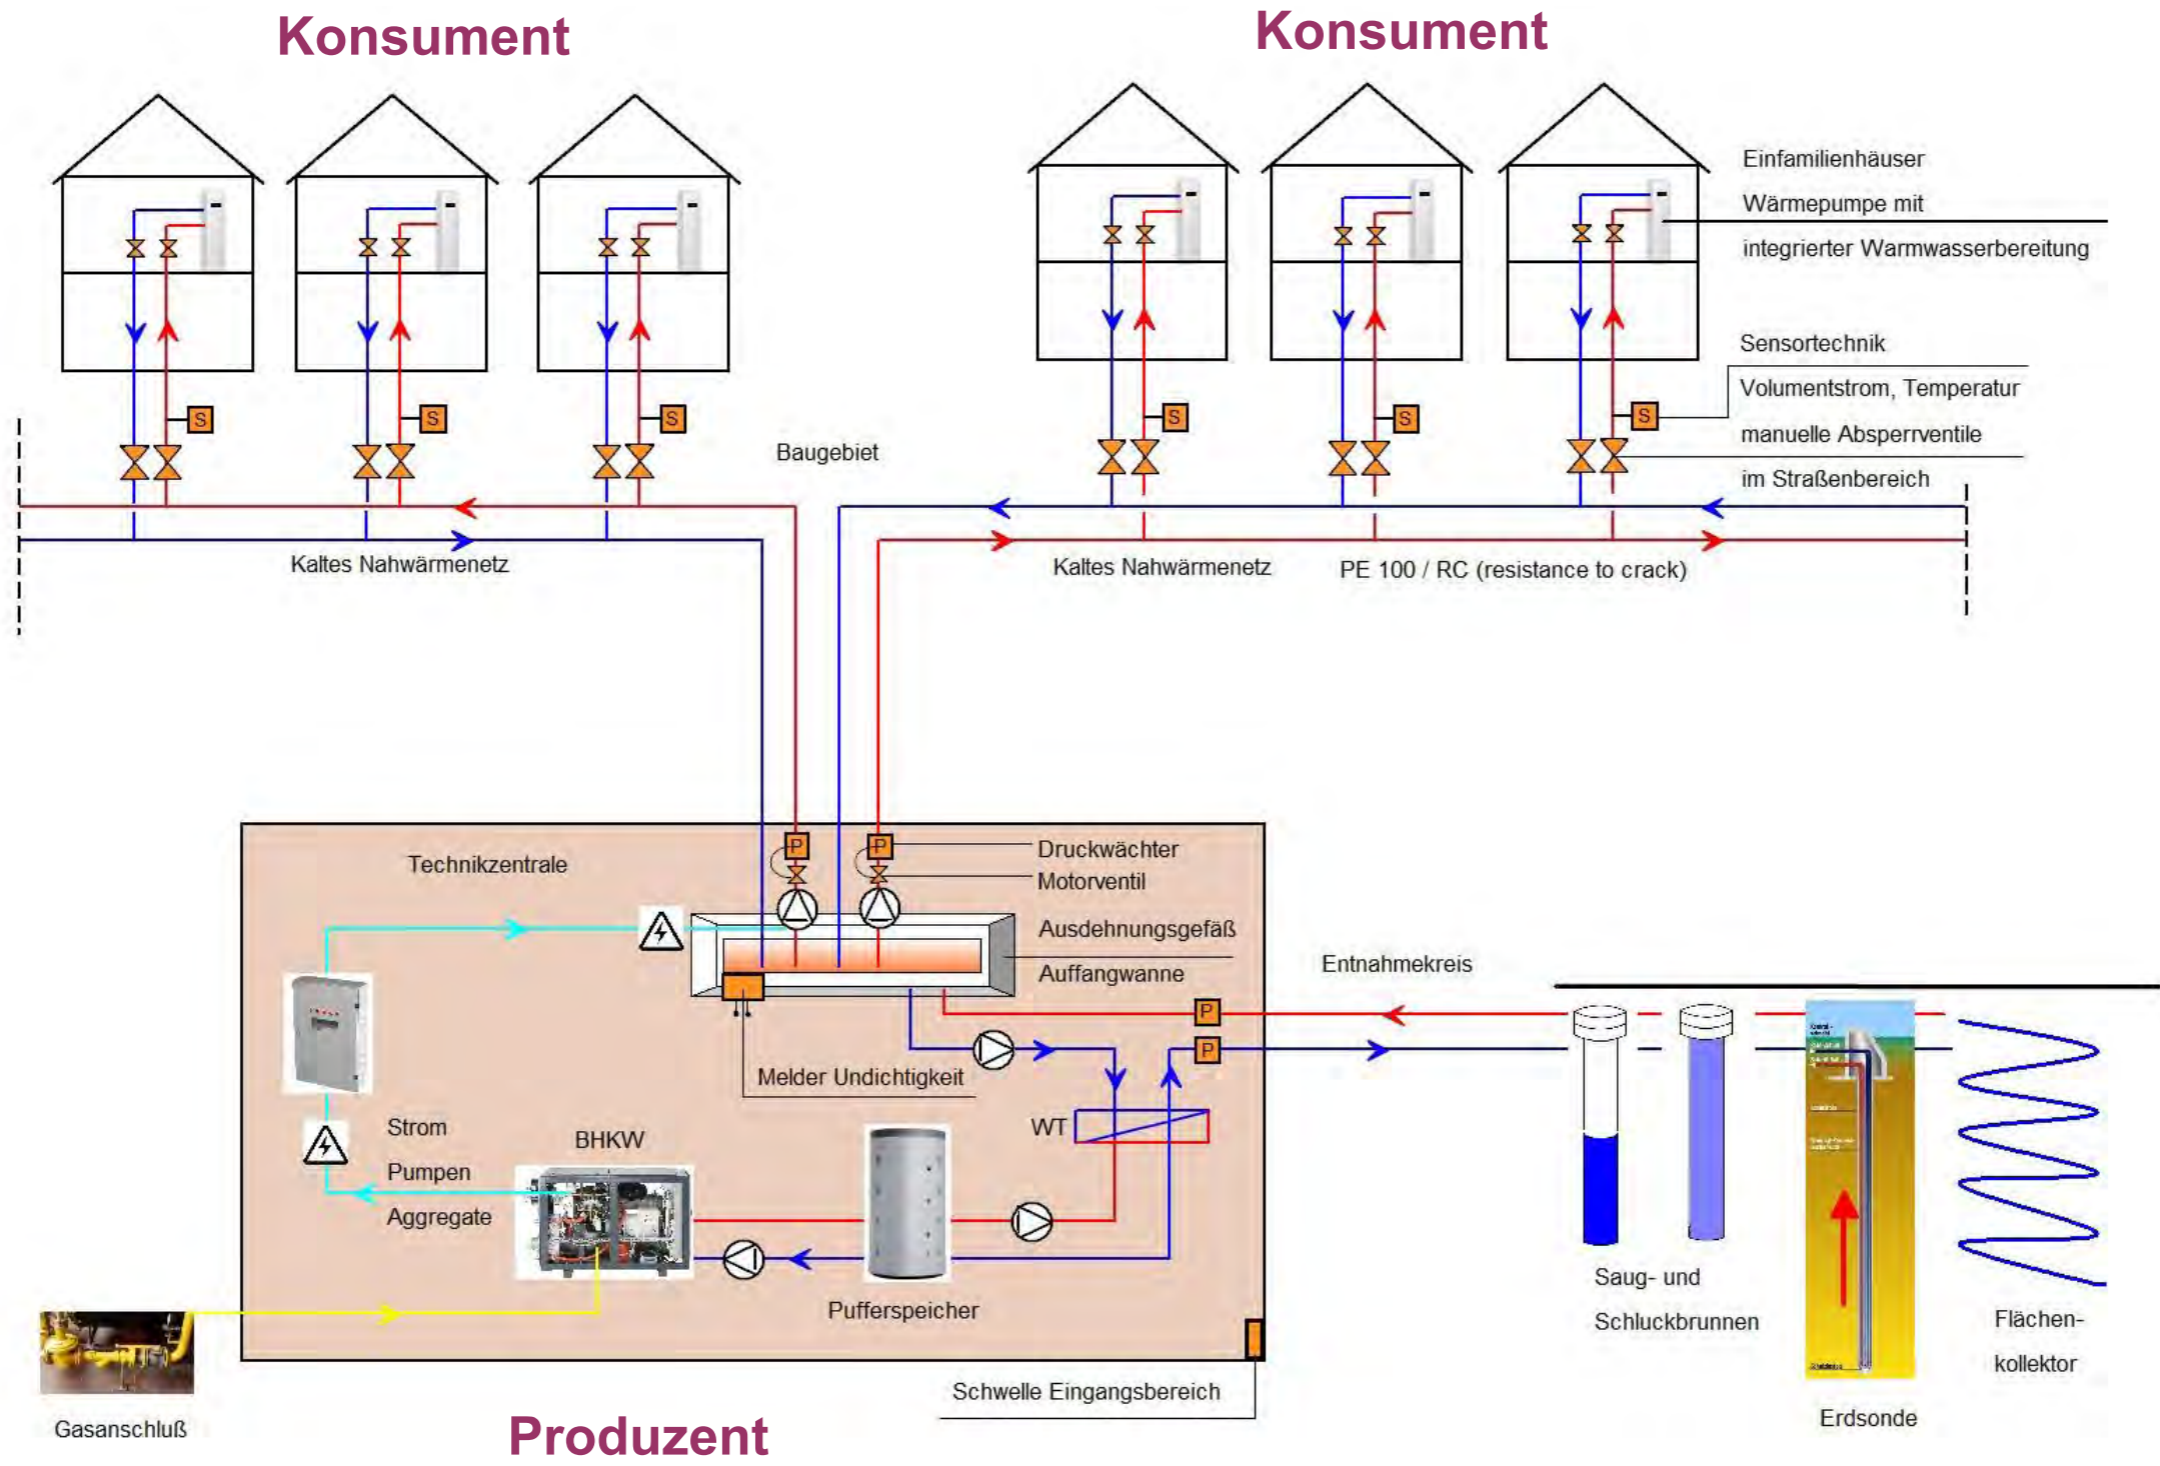 Konsument
Konsument
Einfamilienhäuser
Wärmepumpe mit
integrierter Warmwasserbereitung
Sensortechnik
Volumentstrom, Temperatur
manuelle Absperrventile
im Straßenbereich
S
S
S
S
S
S
Baugebiet
Kaltes Nahwärmenetz
Kaltes Nahwärmenetz
PE 100 / RC (resistance to crack)
Technikzentrale
P
P
Druckwächter
Motorventil
Ausdehnungsgefäß
Auffangwanne
Entnahmekreis
P
P
Melder Undichtigkeit
WT
Strom
Pumpen
Aggregate
BHKW
Pufferspeicher
Saug- und
Schluckbrunnen
Flächen-
kollektor
Erdsonde
Schwelle Eingangsbereich
Gasanschluß
Produzent